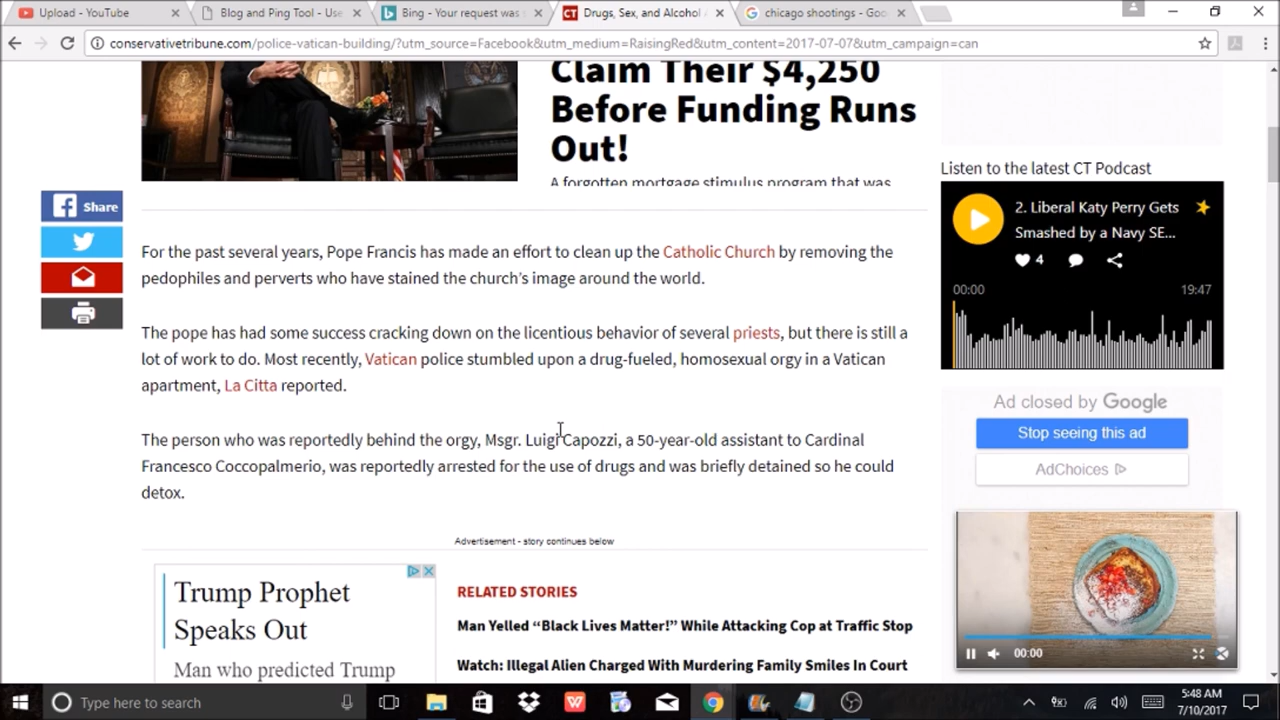 Upload - YouTube
Blog and Ping Tool - Use
Bing - Your request was
CT Drugs, Sex, and Alcohol
chicago shootings - Goo
conservativetribune.com/police-vatican-building/?utm_source=Facebook&utm_medium=RaisingRed&utm_content=2017-07-07&utm_campaign=can
Claim Their $4,250
Before Funding Runs
Out!
A forgotten mortgage stimulus program that was
Share
For the past several years, Pope Francis has made an effort to clean up the Catholic Church by removing the
pedophiles and perverts who have stained the church's image around the world.
The pope has had some success cracking down on the licentious behavior of several priests, but there is still a
lot of work to do. Most recently, Vatican police stumbled upon a drug-fueled, homosexual orgy in a Vatican
apartment, La Citta reported.
The person who was reportedly behind the orgy, Msgr. Luigi Capozzi, a 50-year-old assistant to Cardinal
Francesco Coccopalmerio, was reportedly arrested for the use of drugs and was briefly detained so he could
detox.
Advertisement - story continues below
Trump Prophet
Speaks Out
Man who predicted Trump
RELATED STORIES
Man Yelled “Black Lives Matter!” While Attacking Cop at Traffic Stop
Watch: Illegal Alien Charged With Murdering Family Smiles In Court
Listen to the latest CT Podcast
2. Liberal Katy Perry Gets
Smashed by a Navy SE...
4
00:00
19:47
Ad closed by Google
Stop seeing this ad
AdChoices
00:00
Type here to search
5:48 AM
7/10/2017